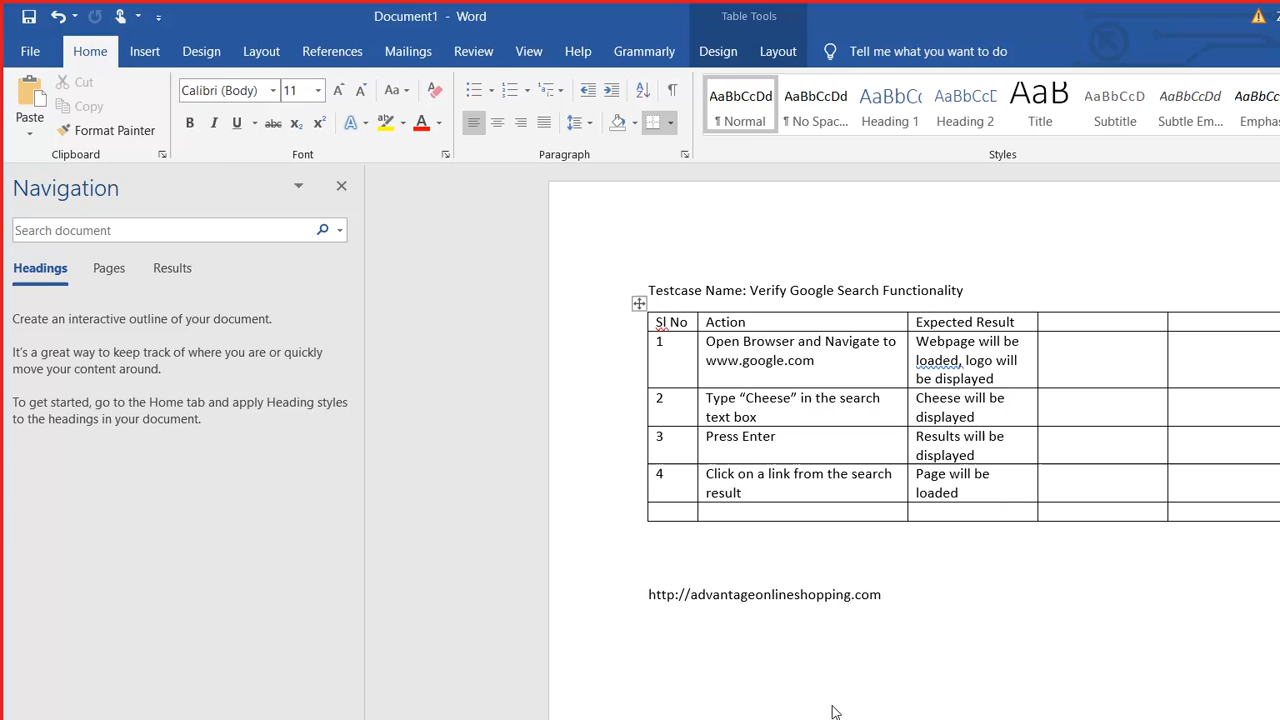 Document1 - Word
Table Tools
File Home Insert Design Layout References Mailings Review View Help Grammarly Design Layout Tell me what you want to do
Paste
Cut
Copy
Format Painter
Clipboard
Calibri (Body) 11
Font
Paragraph
AaBbCcDd AaBbCcDd AaBbCc AaBbCcD AaB AaBbCcD AaBbCcDd AaBbCc
¶ Normal ¶ No Spac... Heading 1 Heading 2 Title Subtitle Subtle Em... Emphas
Styles
Navigation
Search document
Headings Pages Results
Create an interactive outline of your document.
It's a great way to keep track of where you are or quickly
move your content around.
To get started, go to the Home tab and apply Heading styles
to the headings in your document.
Testcase Name: Verify Google Search Functionality
Sl No Action Expected Result
1 Open Browser and Navigate to Webpage will be
www.google.com loaded, logo will
be displayed
2 Type “Cheese” in the search Cheese will be
text box displayed
3 Press Enter Results will be
displayed
4 Click on a link from the search Page will be
result loaded
http://advantageonlineshopping.com